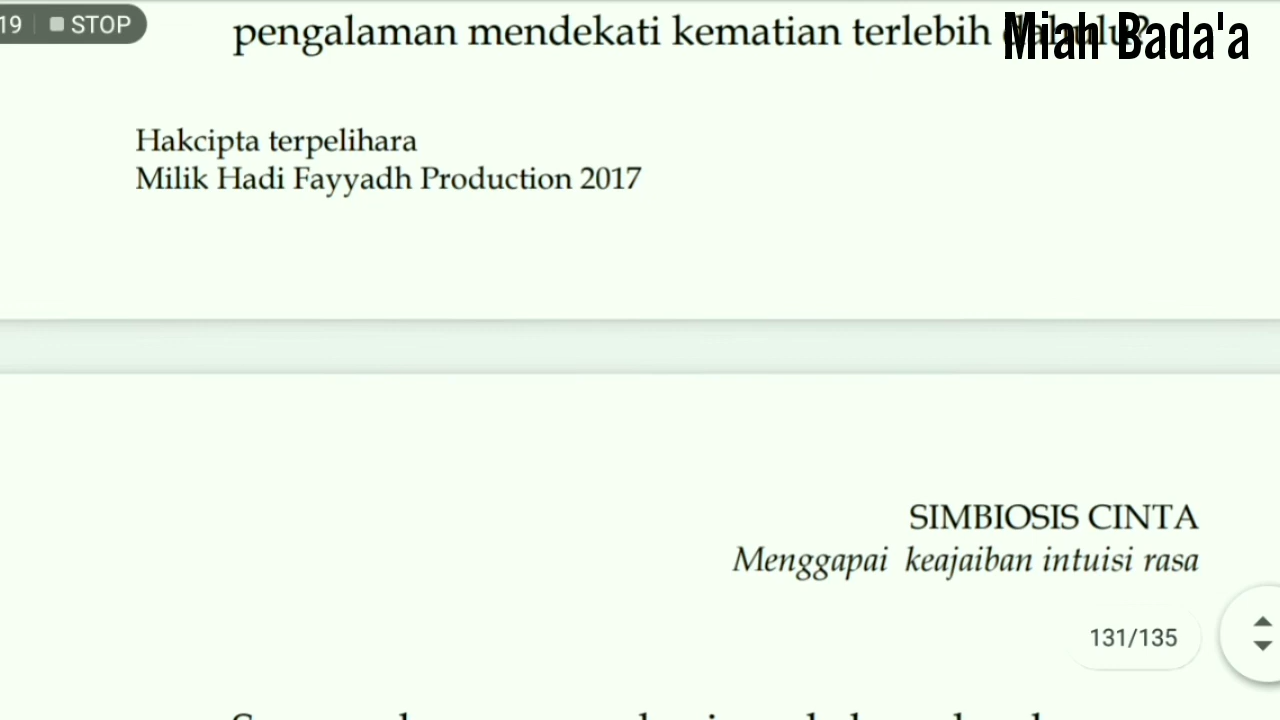 19 STOP
Miah Bada'a
pengalaman mendekati kematian terlebih
Hakcipta terpelihara
Milik Hadi Fayyadh Production 2017
SIMBIOSIS CINTA
Menggapai keajaiban intuisi rasa
131/135